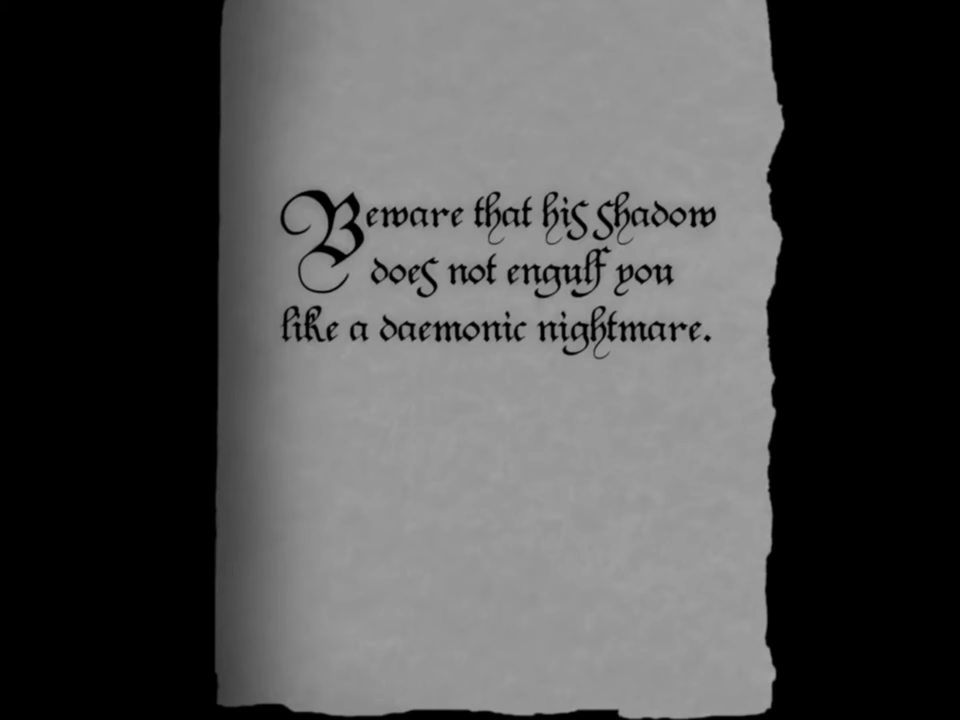 Beware that his shadow
does not engulf you
like a daemonic nightmare.